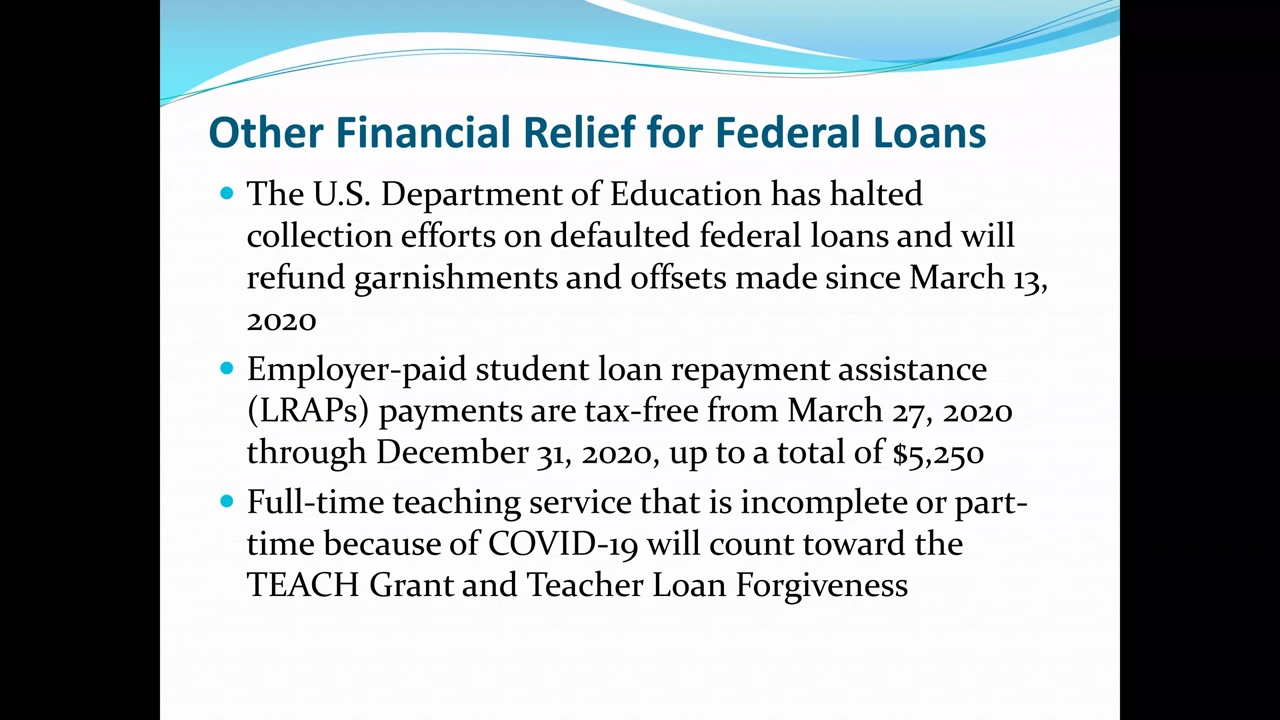 Other Financial Relief for Federal Loans
• The U.S. Department of Education has halted
collection efforts on defaulted federal loans and will
refund garnishments and offsets made since March 13,
2020
• Employer-paid student loan repayment assistance
(LRAPs) payments are tax-free from March 27, 2020
through December 31, 2020, up to a total of $5,250
• Full-time teaching service that is incomplete or part-
time because of COVID-19 will count toward the
TEACH Grant and Teacher Loan Forgiveness